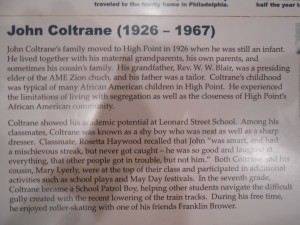 traveled to the family home in Philadelphia.
half the year t
John Coltrane (1926 – 1967)
John Coltrane's family moved to High Point in 1926 when he was still an infant.
He lived together with his maternal grandparents, his own parents, and
sometimes his cousin's family. His grandfather, Rev. W. W. Blair, was a presiding
elder of the AME Zion chuch, and his father was a tailor. Coltrane's childhood
was typical of many African American children in High Point. He experienced
the limitations of living with segregation as well as the closeness of High Point's
African American community.
Coltrane showed his academic potential at Leonard Street School. Among his
classmates, Coltrane was known as a shy boy who was neat as well as a sharp
dresser. Classmate, Rosetta Haywood recalled that John "was smart, and had
a mischievous streak, but never got caught – he was so good and laughed at
everything, that other people got in trouble, but not him." Both Coltrane and his
cousin, Mary Lyerly, were at the top of their class and participated in additional
activities such as school plays and May Day festivals. In the seventh grade,
Coltrane became a School Patrol Boy, helping other students navigate the difficult
gully created with the recent lowering of the train tracks. During his free time,
he enjoyed roller-skating with one of his friends Franklin Brower.